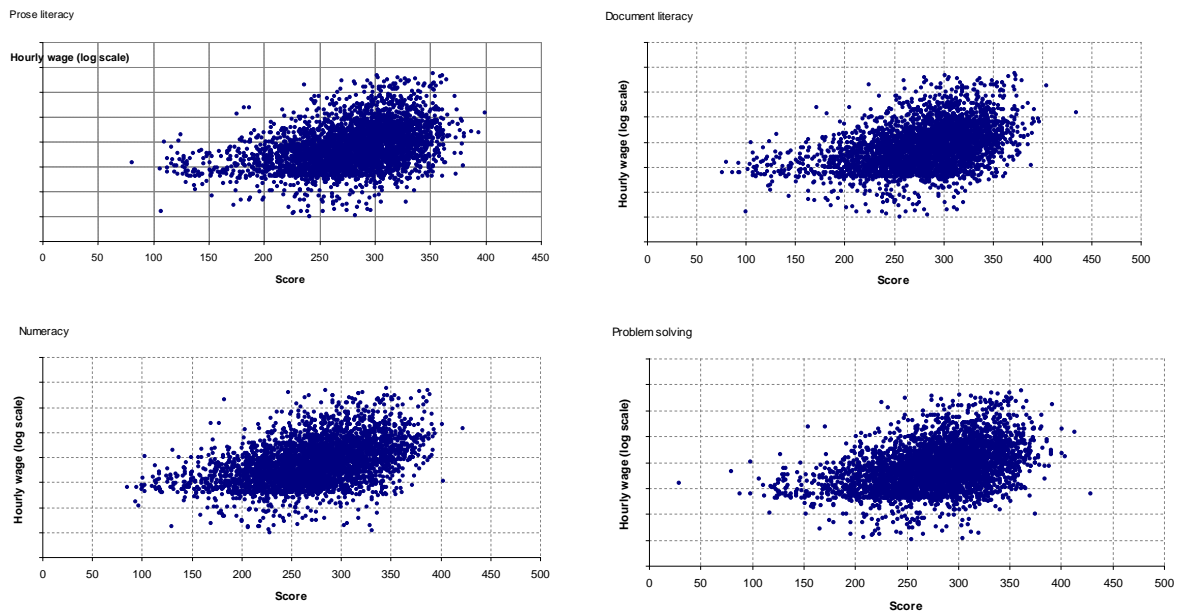 Prose literacy
Hourly wage (log scale)
0 50 100 150 200 250 300 350 400 450
Score
Document literacy
Hourly wage (log scale)
0 50 100 150 200 250 300 350 400 450 500
Score
Numeracy
Hourly wage (log scale)
0 50 100 150 200 250 300 350 400 450 500
Score
Problem solving
Hourly wage (log scale)
0 50 100 150 200 250 300 350 400 450 500
Score